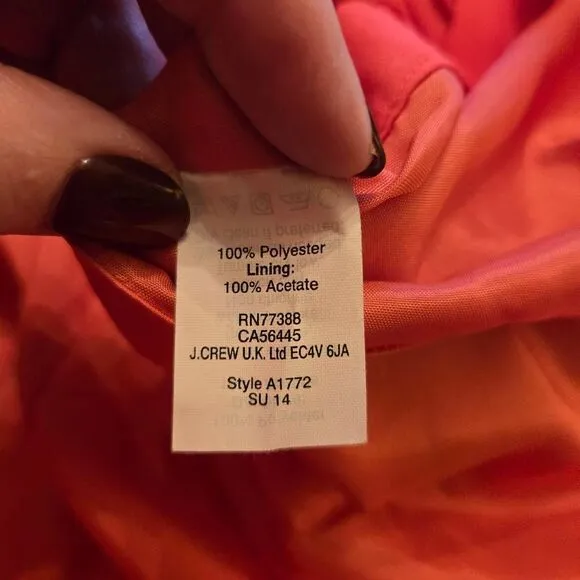 100% Polyester
Lining:
100% Acetate
RN77388
CA56445
J.CREW U.K. Ltd EC4V 6JA
Style A1772
SU 14